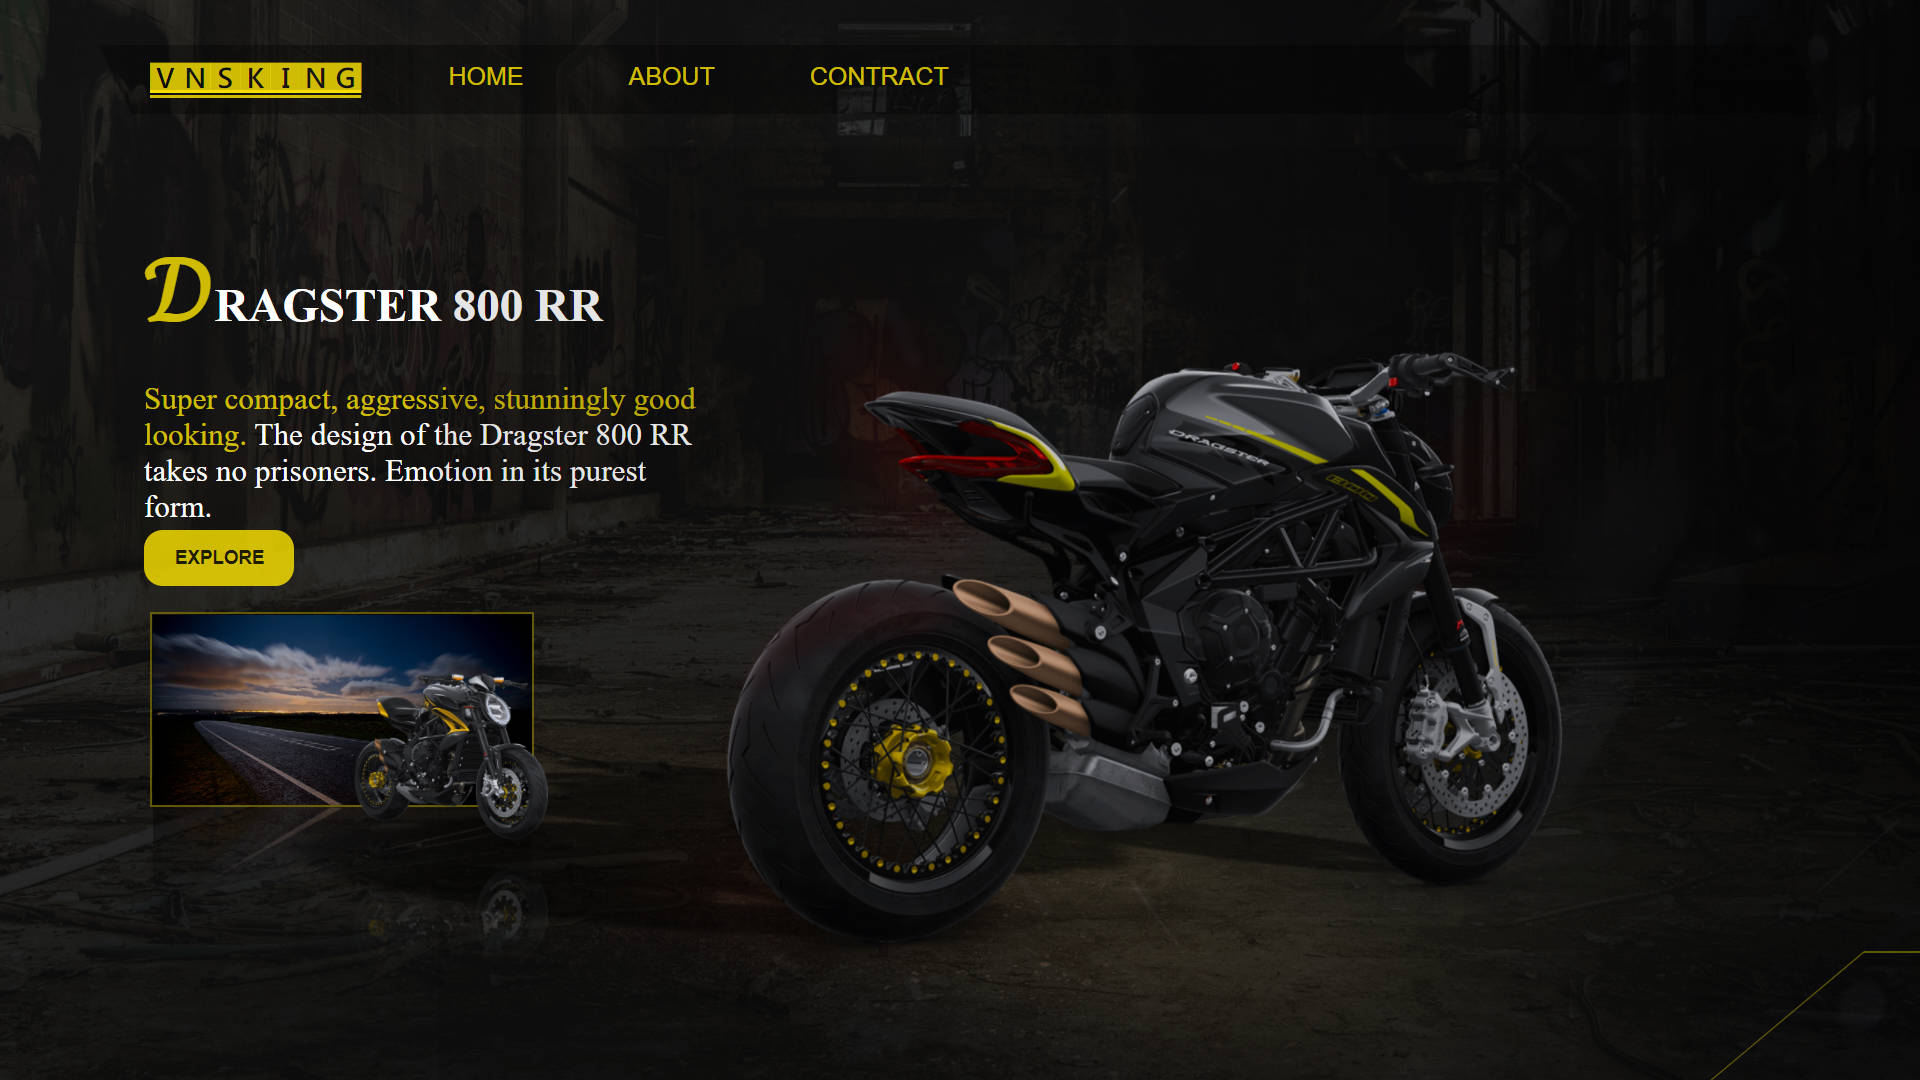 VNSKING HOME ABOUT CONTRACT
DRAGSTER 800 RR
Super compact, aggressive, stunningly good
looking. The design of the Dragster 800 RR
takes no prisoners. Emotion in its purest
form.
EXPLORE
DRAGSTER